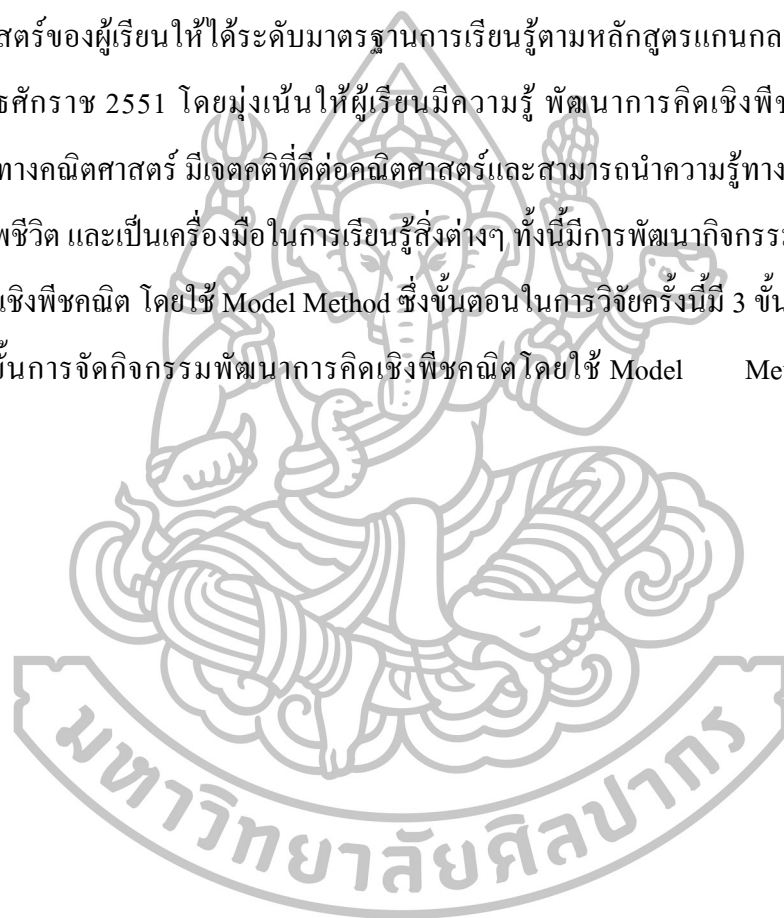 สตร์ของผู้เรียนให้ได้ระดับมาตรฐานการเรียนรู้ตามหลักสูตรแกนกล
ธศักราช 2551 โดยมุ่งเน้นให้ผู้เรียนมีความรู้ พัฒนาการคิดเชิงพีช
ทางคณิตศาสตร์ มีเจตคติที่ดีต่อคณิตศาสตร์และสามารถนำความรู้ทาง
พชีวิต และเป็นเครื่องมือในการเรียนรู้สิ่งต่างๆ ทั้งนี้มีการพัฒนากิจกรรม
เชิงพีชคณิต โดยใช้ Model Method ซึ่งขั้นตอนในการวิจัยครั้งนี้มี 3 ขั้น
ขั้นการจัดกิจกรรมพัฒนาการคิดเชิงพีชคณิตโดยใช้ Model Me
มหาวิทยาลัยศิลปากร